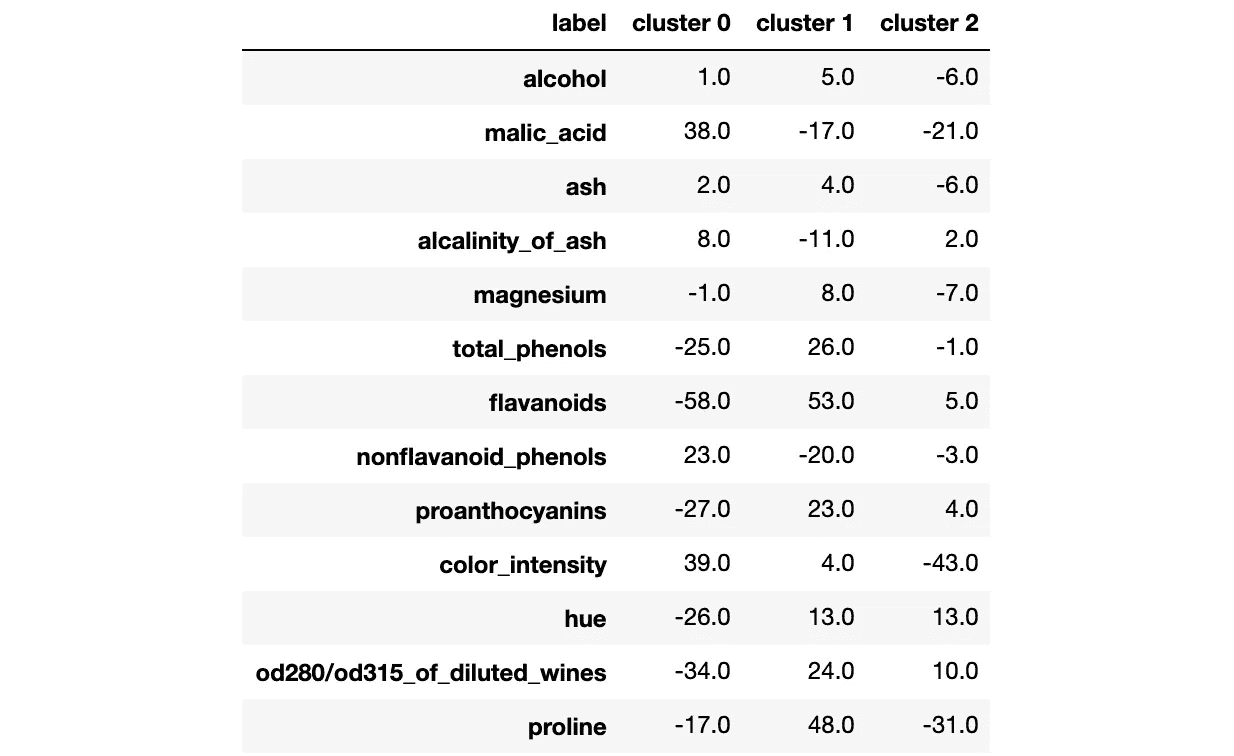 label cluster 0 cluster 1 cluster 2
alcohol 1.0 5.0 -6.0
malic_acid 38.0 -17.0 -21.0
ash 2.0 4.0 -6.0
alcalinity_of_ash 8.0 -11.0 2.0
magnesium -1.0 8.0 -7.0
total_phenols -25.0 26.0 -1.0
flavanoids -58.0 53.0 5.0
nonflavanoid_phenols 23.0 -20.0 -3.0
proanthocyanins -27.0 23.0 4.0
color_intensity 39.0 4.0 -43.0
hue -26.0 13.0 13.0
od280/od315_of_diluted_wines -34.0 24.0 10.0
proline -17.0 48.0 -31.0